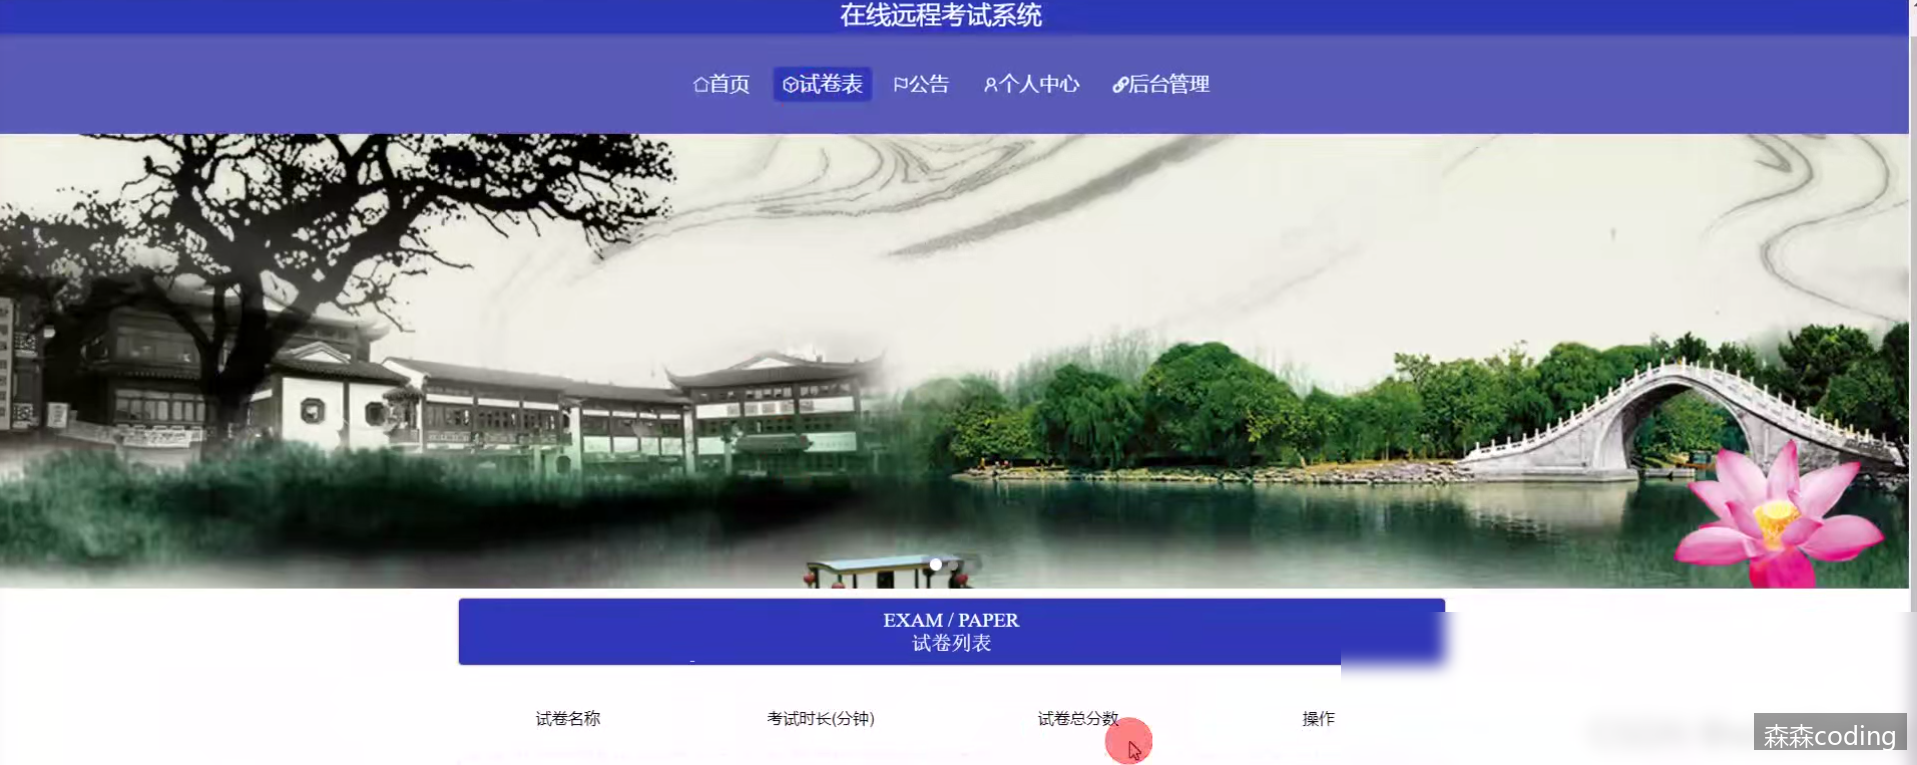 在线远程考试系统
首页 试卷表 公告 个人中心 后台管理
EXAM / PAPER
试卷列表
试卷名称 考试时长(分钟) 试卷总分数 操作
森森coding